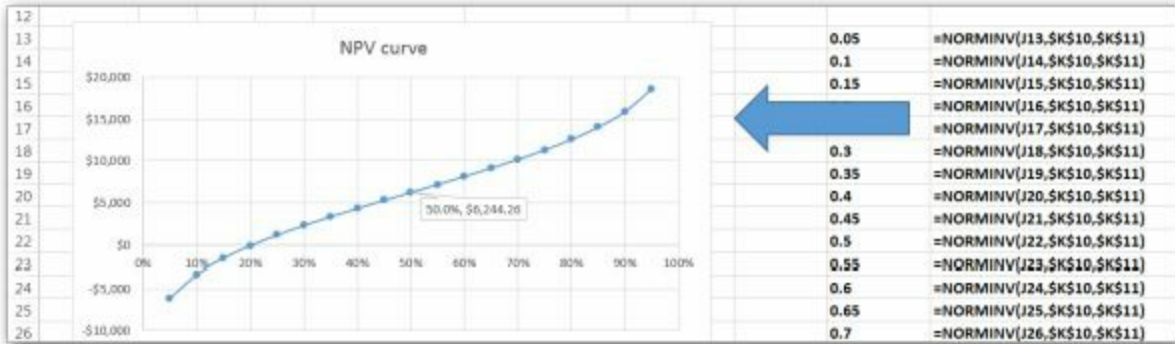 12
13
14
15
16
17
18
19
20
21
22
23
24
25
26
NPV curve
$20,000
$15,000
$10,000
$5,000
$0
-$5,000
-$10,000
0%
10%
20%
30%
40%
50%
60%
70%
80%
90%
100%
50.0%, $6,244.26
0.05 =NORMINV(J13,$K$10,$K$11)
0.1 =NORMINV(J14,$K$10,$K$11)
0.15 =NORMINV(J15,$K$10,$K$11)
=NORMINV(J16,$K$10,$K$11)
=NORMINV(J17,$K$10,$K$11)
0.3 =NORMINV(J18,$K$10,$K$11)
0.35 =NORMINV(J19,$K$10,$K$11)
0.4 =NORMINV(J20,$K$10,$K$11)
0.45 =NORMINV(J21,$K$10,$K$11)
0.5 =NORMINV(J22,$K$10,$K$11)
0.55 =NORMINV(J23,$K$10,$K$11)
0.6 =NORMINV(J24,$K$10,$K$11)
0.65 =NORMINV(J25,$K$10,$K$11)
0.7 =NORMINV(J26,$K$10,$K$11)